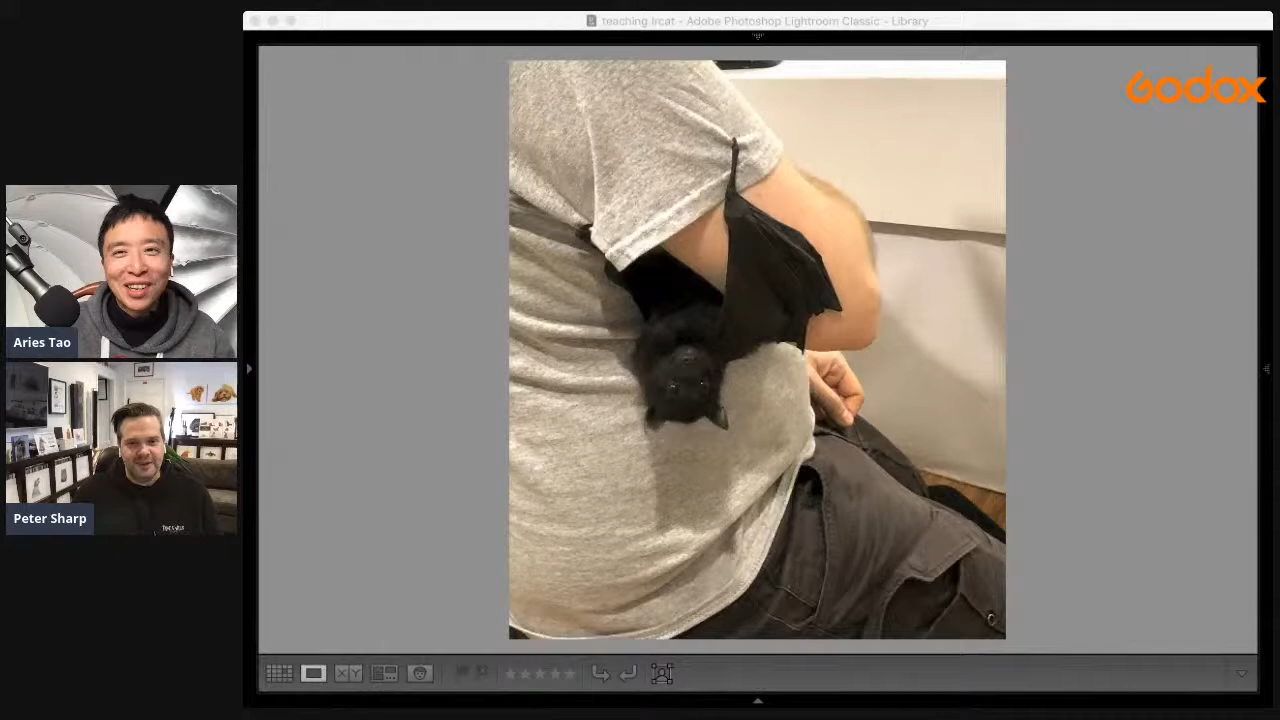 teaching.lrcat - Adobe Photoshop Lightroom Classic - Library
Godox
Aries Tao
Peter Sharp